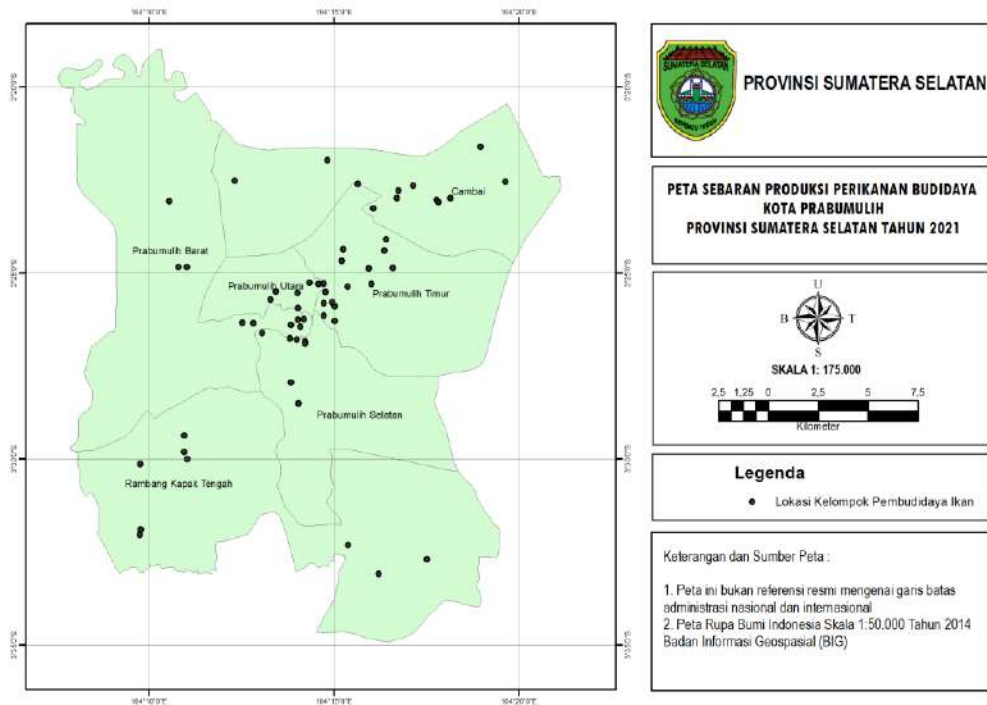 104°10'0"E 104°15'0"E 104°20'0"E
Cambai
Prabumulih Barat
Prabumulih Utara
Prabumulih Timur
Prabumulih Selatan
Rambang Kapak Tengah
104°10'0"E 104°15'0"E 104°20'0"E
SUMATERA SELATAN
PROVINSI SUMATERA SELATAN
PETA SEBARAN PRODUKSI PERIKANAN BUDIDAYA
KOTA PRABUMULIH
PROVINSI SUMATERA SELATAN TAHUN 2021
U
B T
S
SKALA 1: 175.000
2,5 1,25 0 2,5 5 7,5
Kilometer
Legenda
Lokasi Kelompok Pembudidaya Ikan
Keterangan dan Sumber Peta :
1. Peta ini bukan referensi resmi mengenai garis batas
administrasi nasional dan internasional
2. Peta Rupa Bumi Indonesia Skala 1:50.000 Tahun 2014
Badan Informasi Geospasial (BIG)